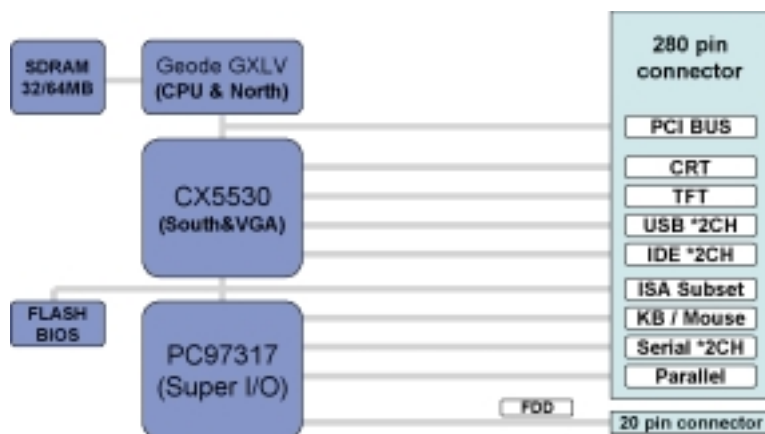 SDRAM
32/64MB
Geode GXLV
(CPU & North)
280 pin
connector
PCI BUS
CX5530
(South&VGA)
CRT
TFT
USB *2CH
IDE *2CH
ISA Subset
FLASH
BIOS
PC97317
(Super I/O)
KB / Mouse
Serial *2CH
Parallel
FDD
20 pin connector